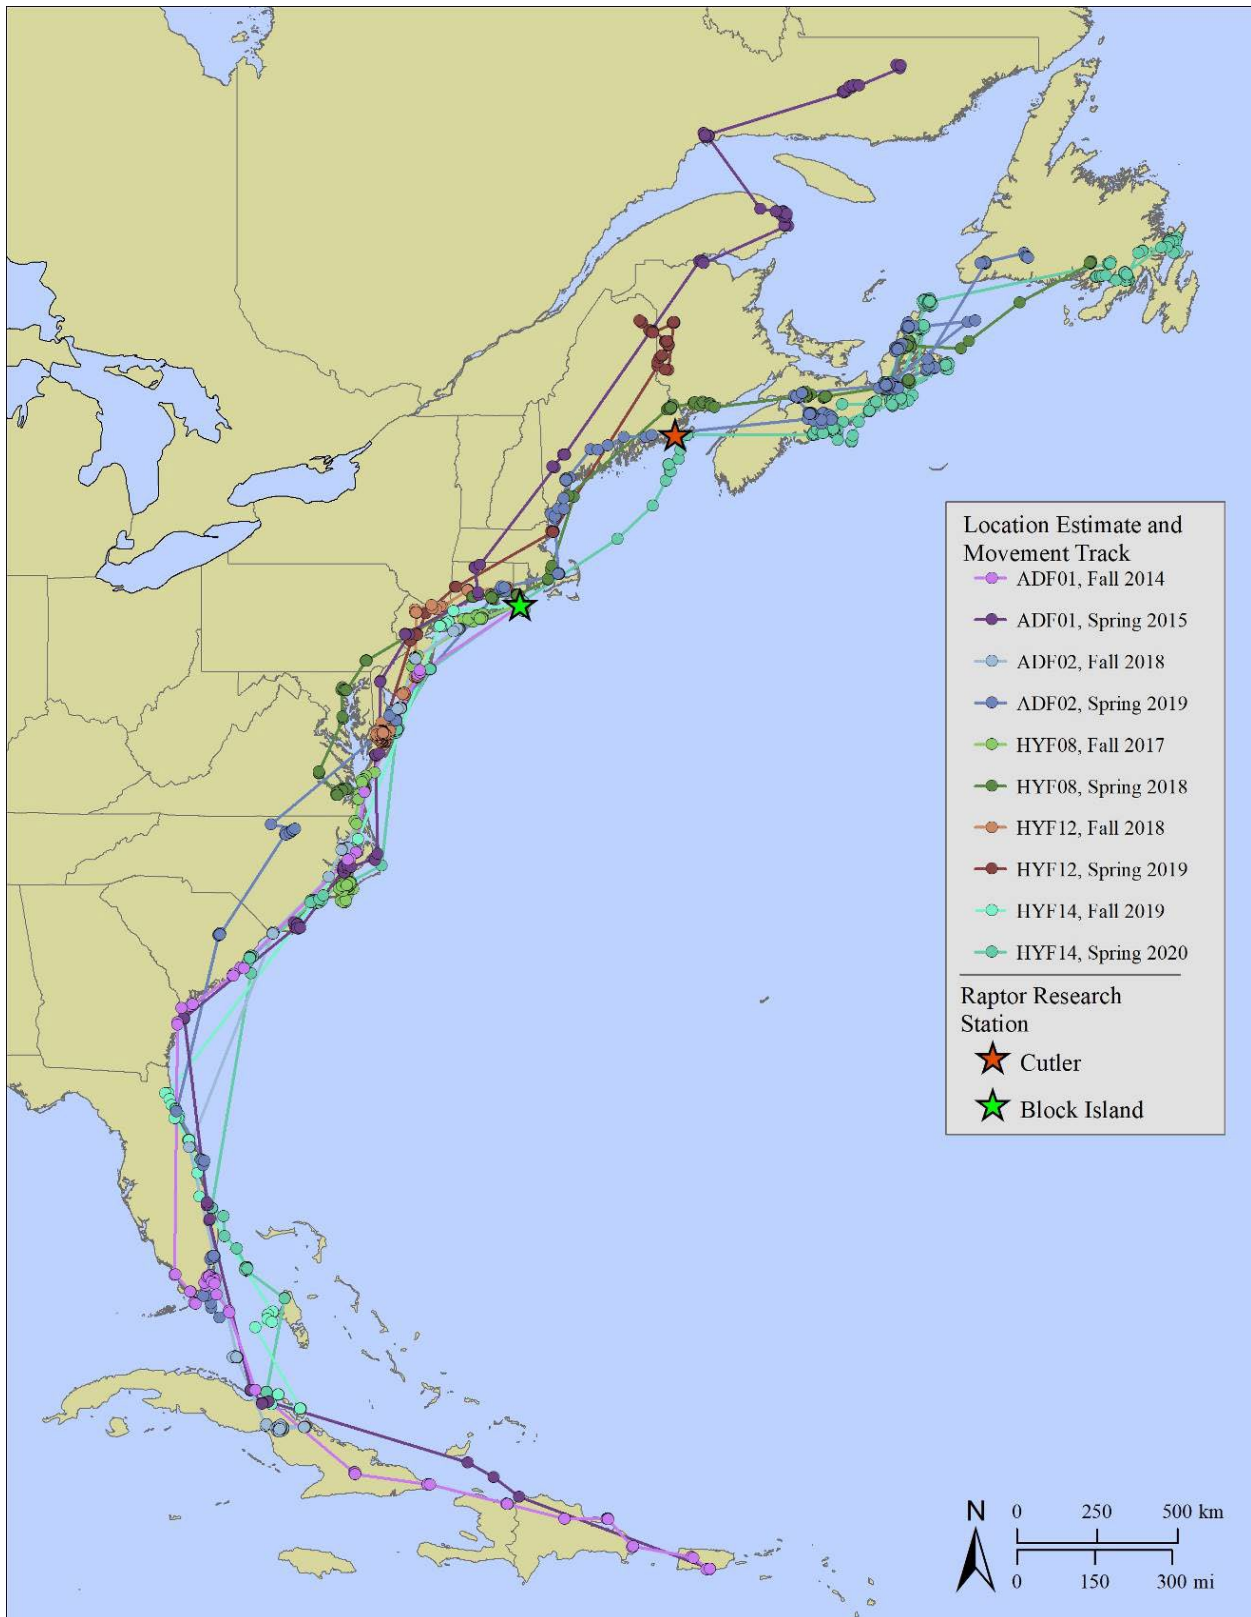 Location Estimate and
Movement Track
ADF01, Fall 2014
ADF01, Spring 2015
ADF02, Fall 2018
ADF02, Spring 2019
HYF08, Fall 2017
HYF08, Spring 2018
HYF12, Fall 2018
HYF12, Spring 2019
HYF14, Fall 2019
HYF14, Spring 2020
Raptor Research
Station
Cutler
Block Island
N
0 250 500 km
0 150 300 mi